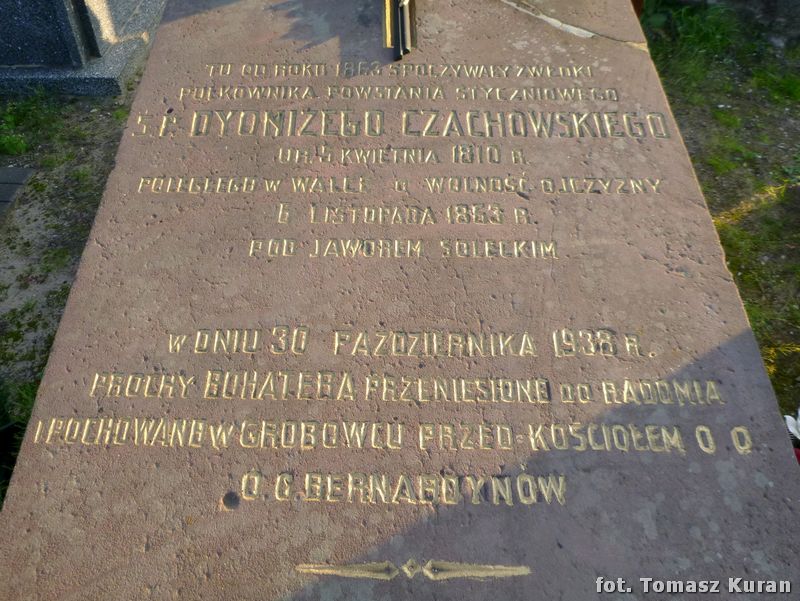 TU OD ROKU 1863 SPOCZYWAŁY ZWŁOKI
PUŁKOWNIKA POWSTANIA STYCZNIOWEGO
Ś.P. DYONIZEGO CZACHOWSKIEGO
UR. 5 KWIETNIA 1810 R.
POLEGŁEGO W WALCE O WOLNOŚĆ OJCZYZNY
6 LISTOPADA 1863 R.
POD JAWOREM SOLECKIM
W DNIU 30 PAŹDZIERNIKA 1938 R.
PROCHY BOHATERA PRZENIESIONO DO RADOMIA
I POCHOWANO W GROBOWCU PRZED KOŚCIOŁEM O O
O.O. BERNARDYNÓW
fot. Tomasz Kuran